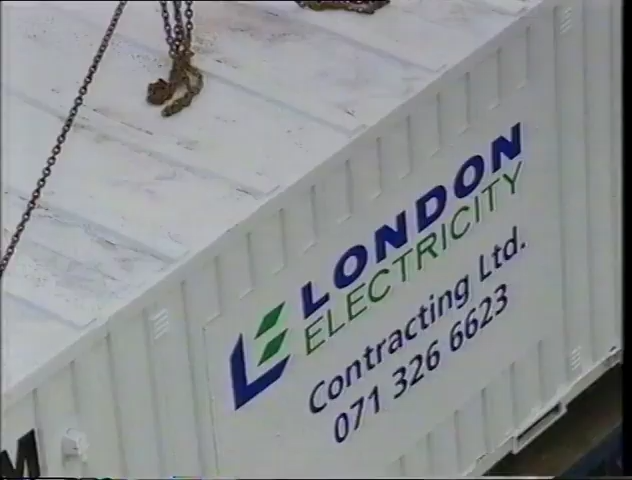 LONDON
ELECTRICITY
Contracting Ltd.
071 326 6623
M